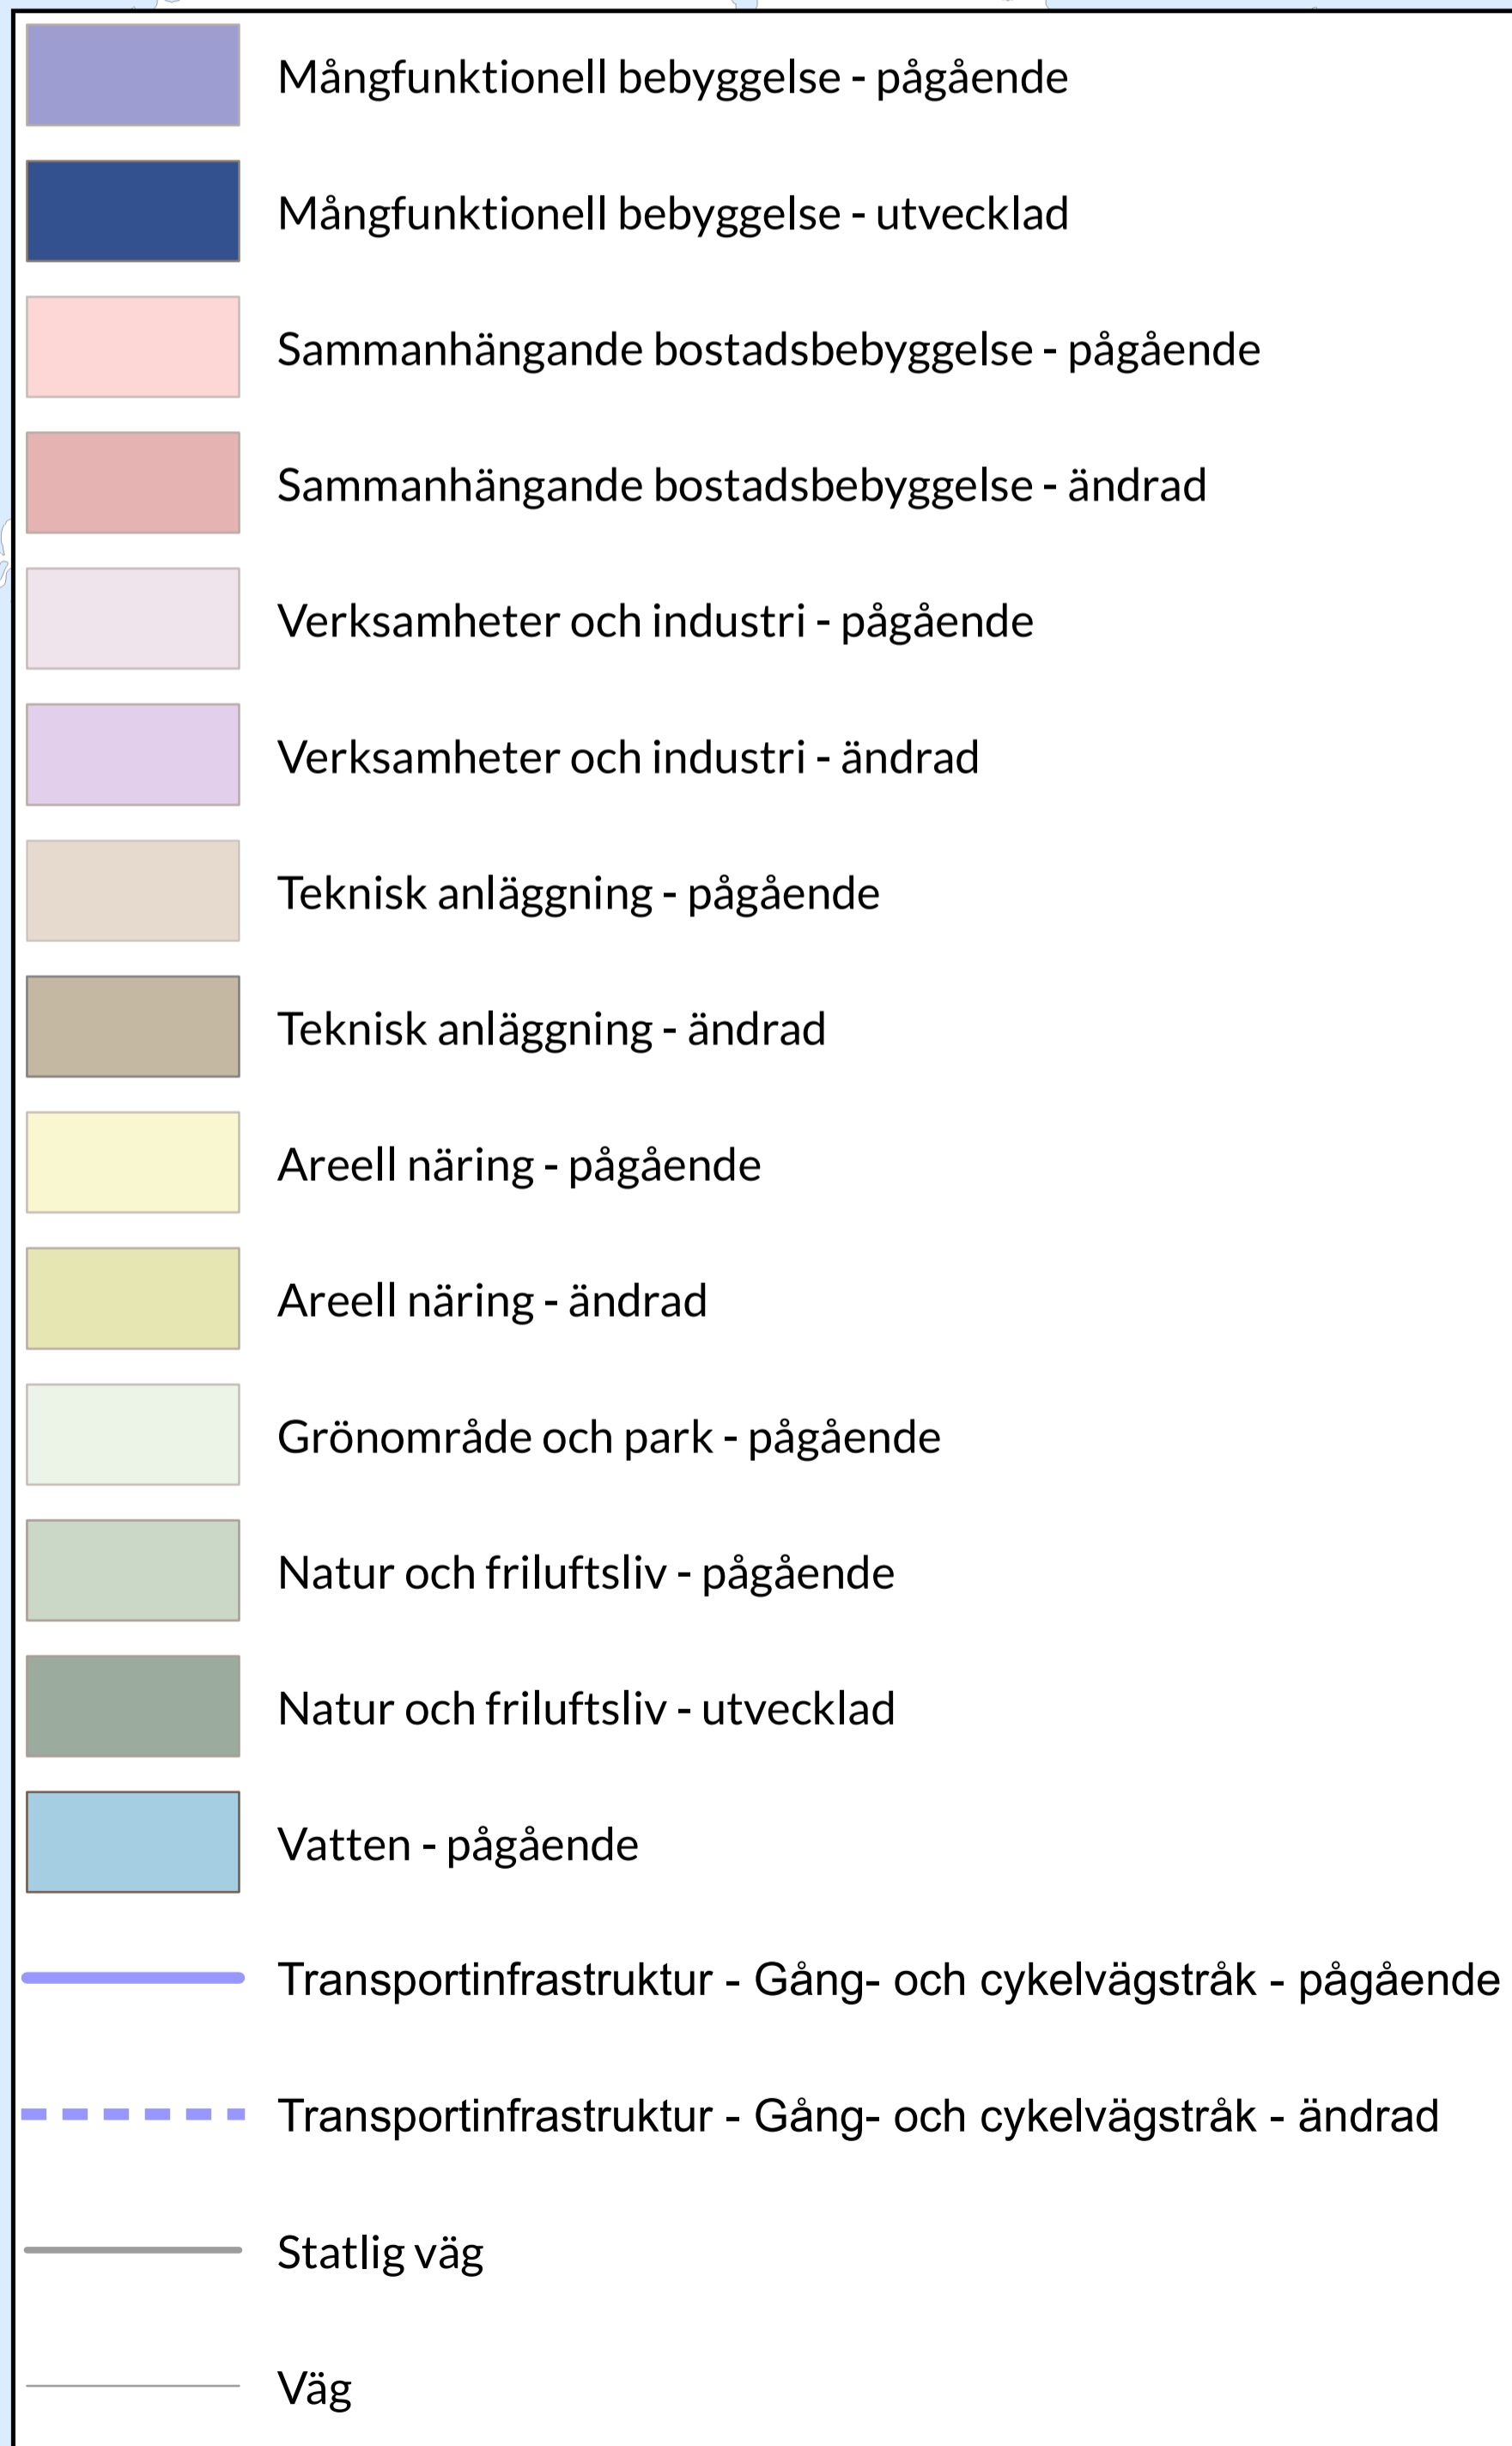 Mångfunktionell bebyggelse - pågående
Mångfunktionell bebyggelse - utvecklad
Sammanhängande bostadsbebyggelse - pågående
Sammanhängande bostadsbebyggelse - ändrad
Verksamheter och industri - pågående
Verksamheter och industri - ändrad
Teknisk anläggning - pågående
Teknisk anläggning - ändrad
Areell näring - pågående
Areell näring - ändrad
Grönområde och park - pågående
Natur och friluftsliv - pågående
Natur och friluftsliv - utvecklad
Vatten - pågående
Transportinfrastruktur - Gång- och cykelvägstråk - pågående
Transportinfrastruktur - Gång- och cykelvägstråk - ändrad
Statlig väg
Väg